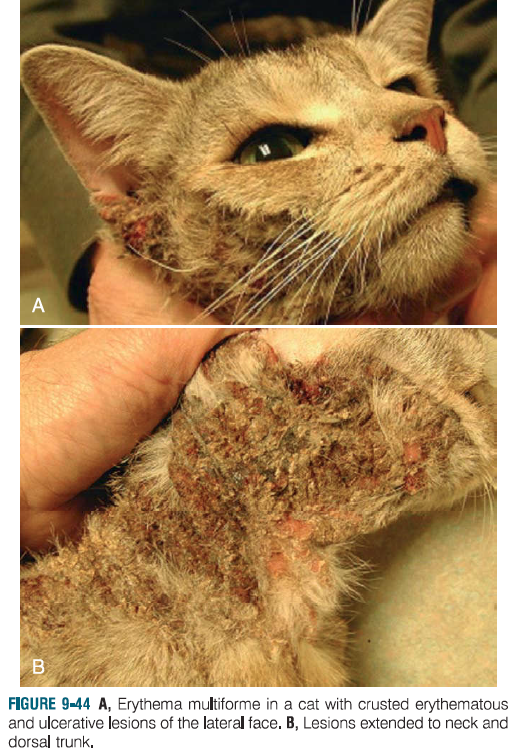 A
B
FIGURE 9-44 A, Erythema multiforme in a cat with crusted erythematous
and ulcerative lesions of the lateral face. B, Lesions extended to neck and
dorsal trunk.